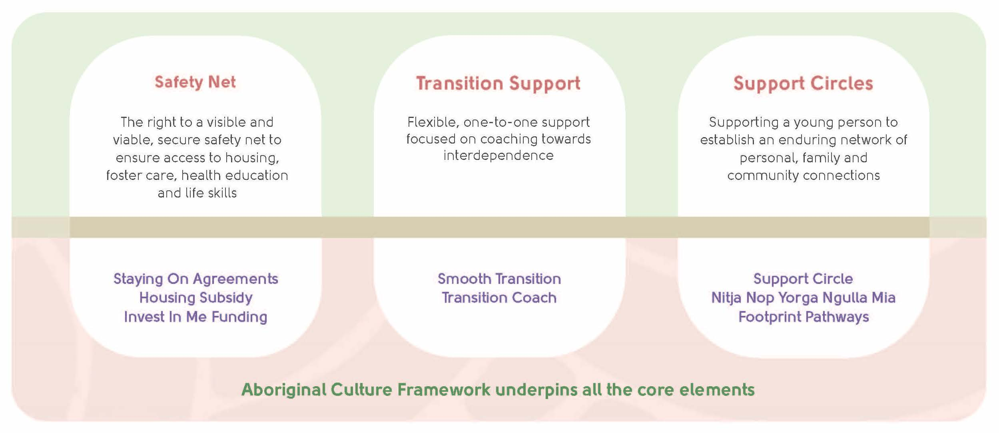 Safety Net
The right to a visible and
viable, secure safety net to
ensure access to housing,
foster care, health education
and life skills
Staying On Agreements
Housing Subsidy
Invest In Me Funding
Transition Support
Flexible, one-to-one support
focused on coaching towards
interdependence
Smooth Transition
Transition Coach
Support Circles
Supporting a young person to
establish an enduring network of
personal, family and
community connections
Support Circle
Nitja Nop Yorga Ngulla Mia
Footprint Pathways
Aboriginal Culture Framework underpins all the core elements